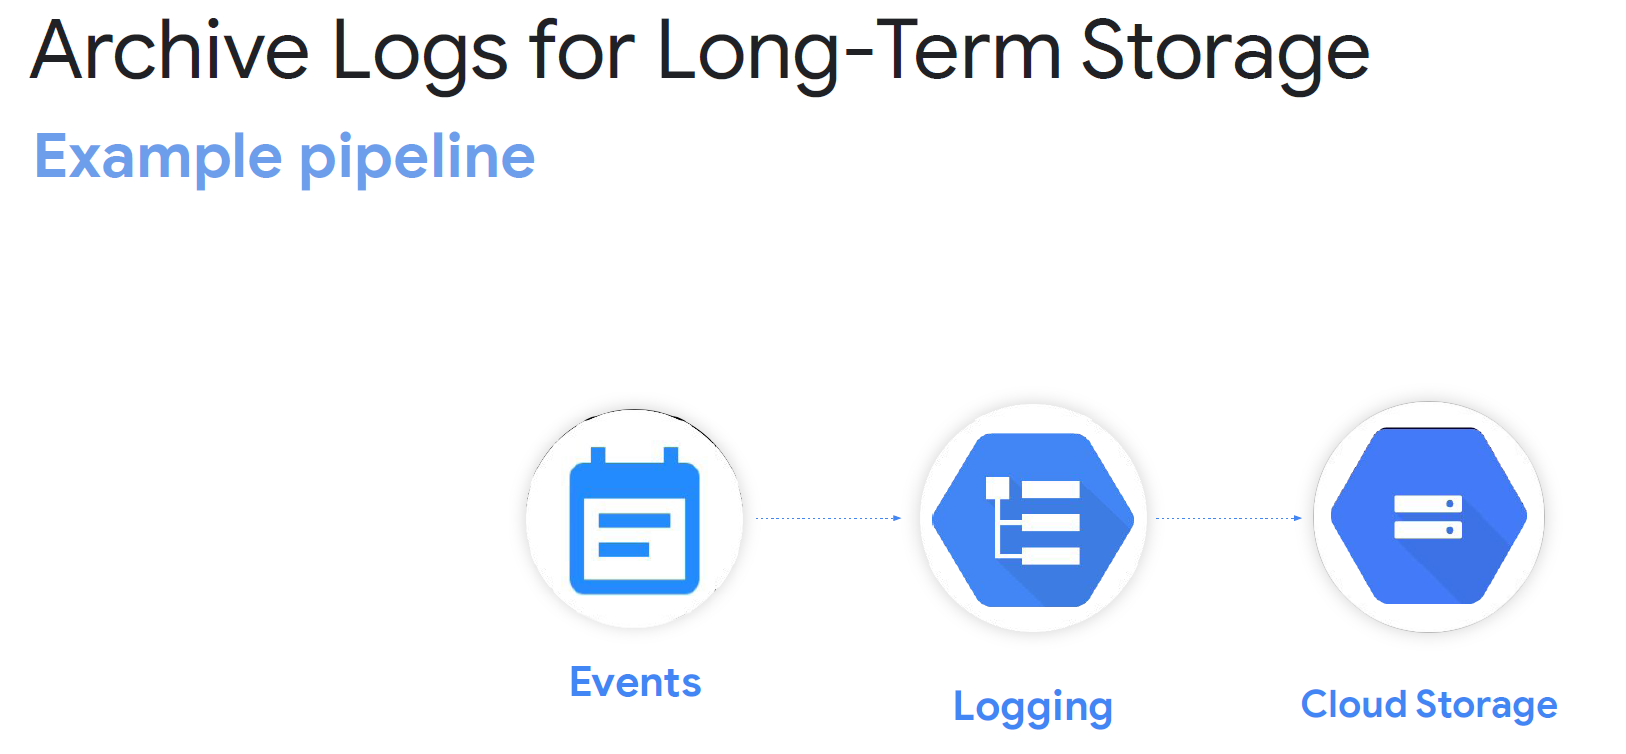 Archive Logs for Long-Term Storage
Example pipeline
Events
Logging
Cloud Storage